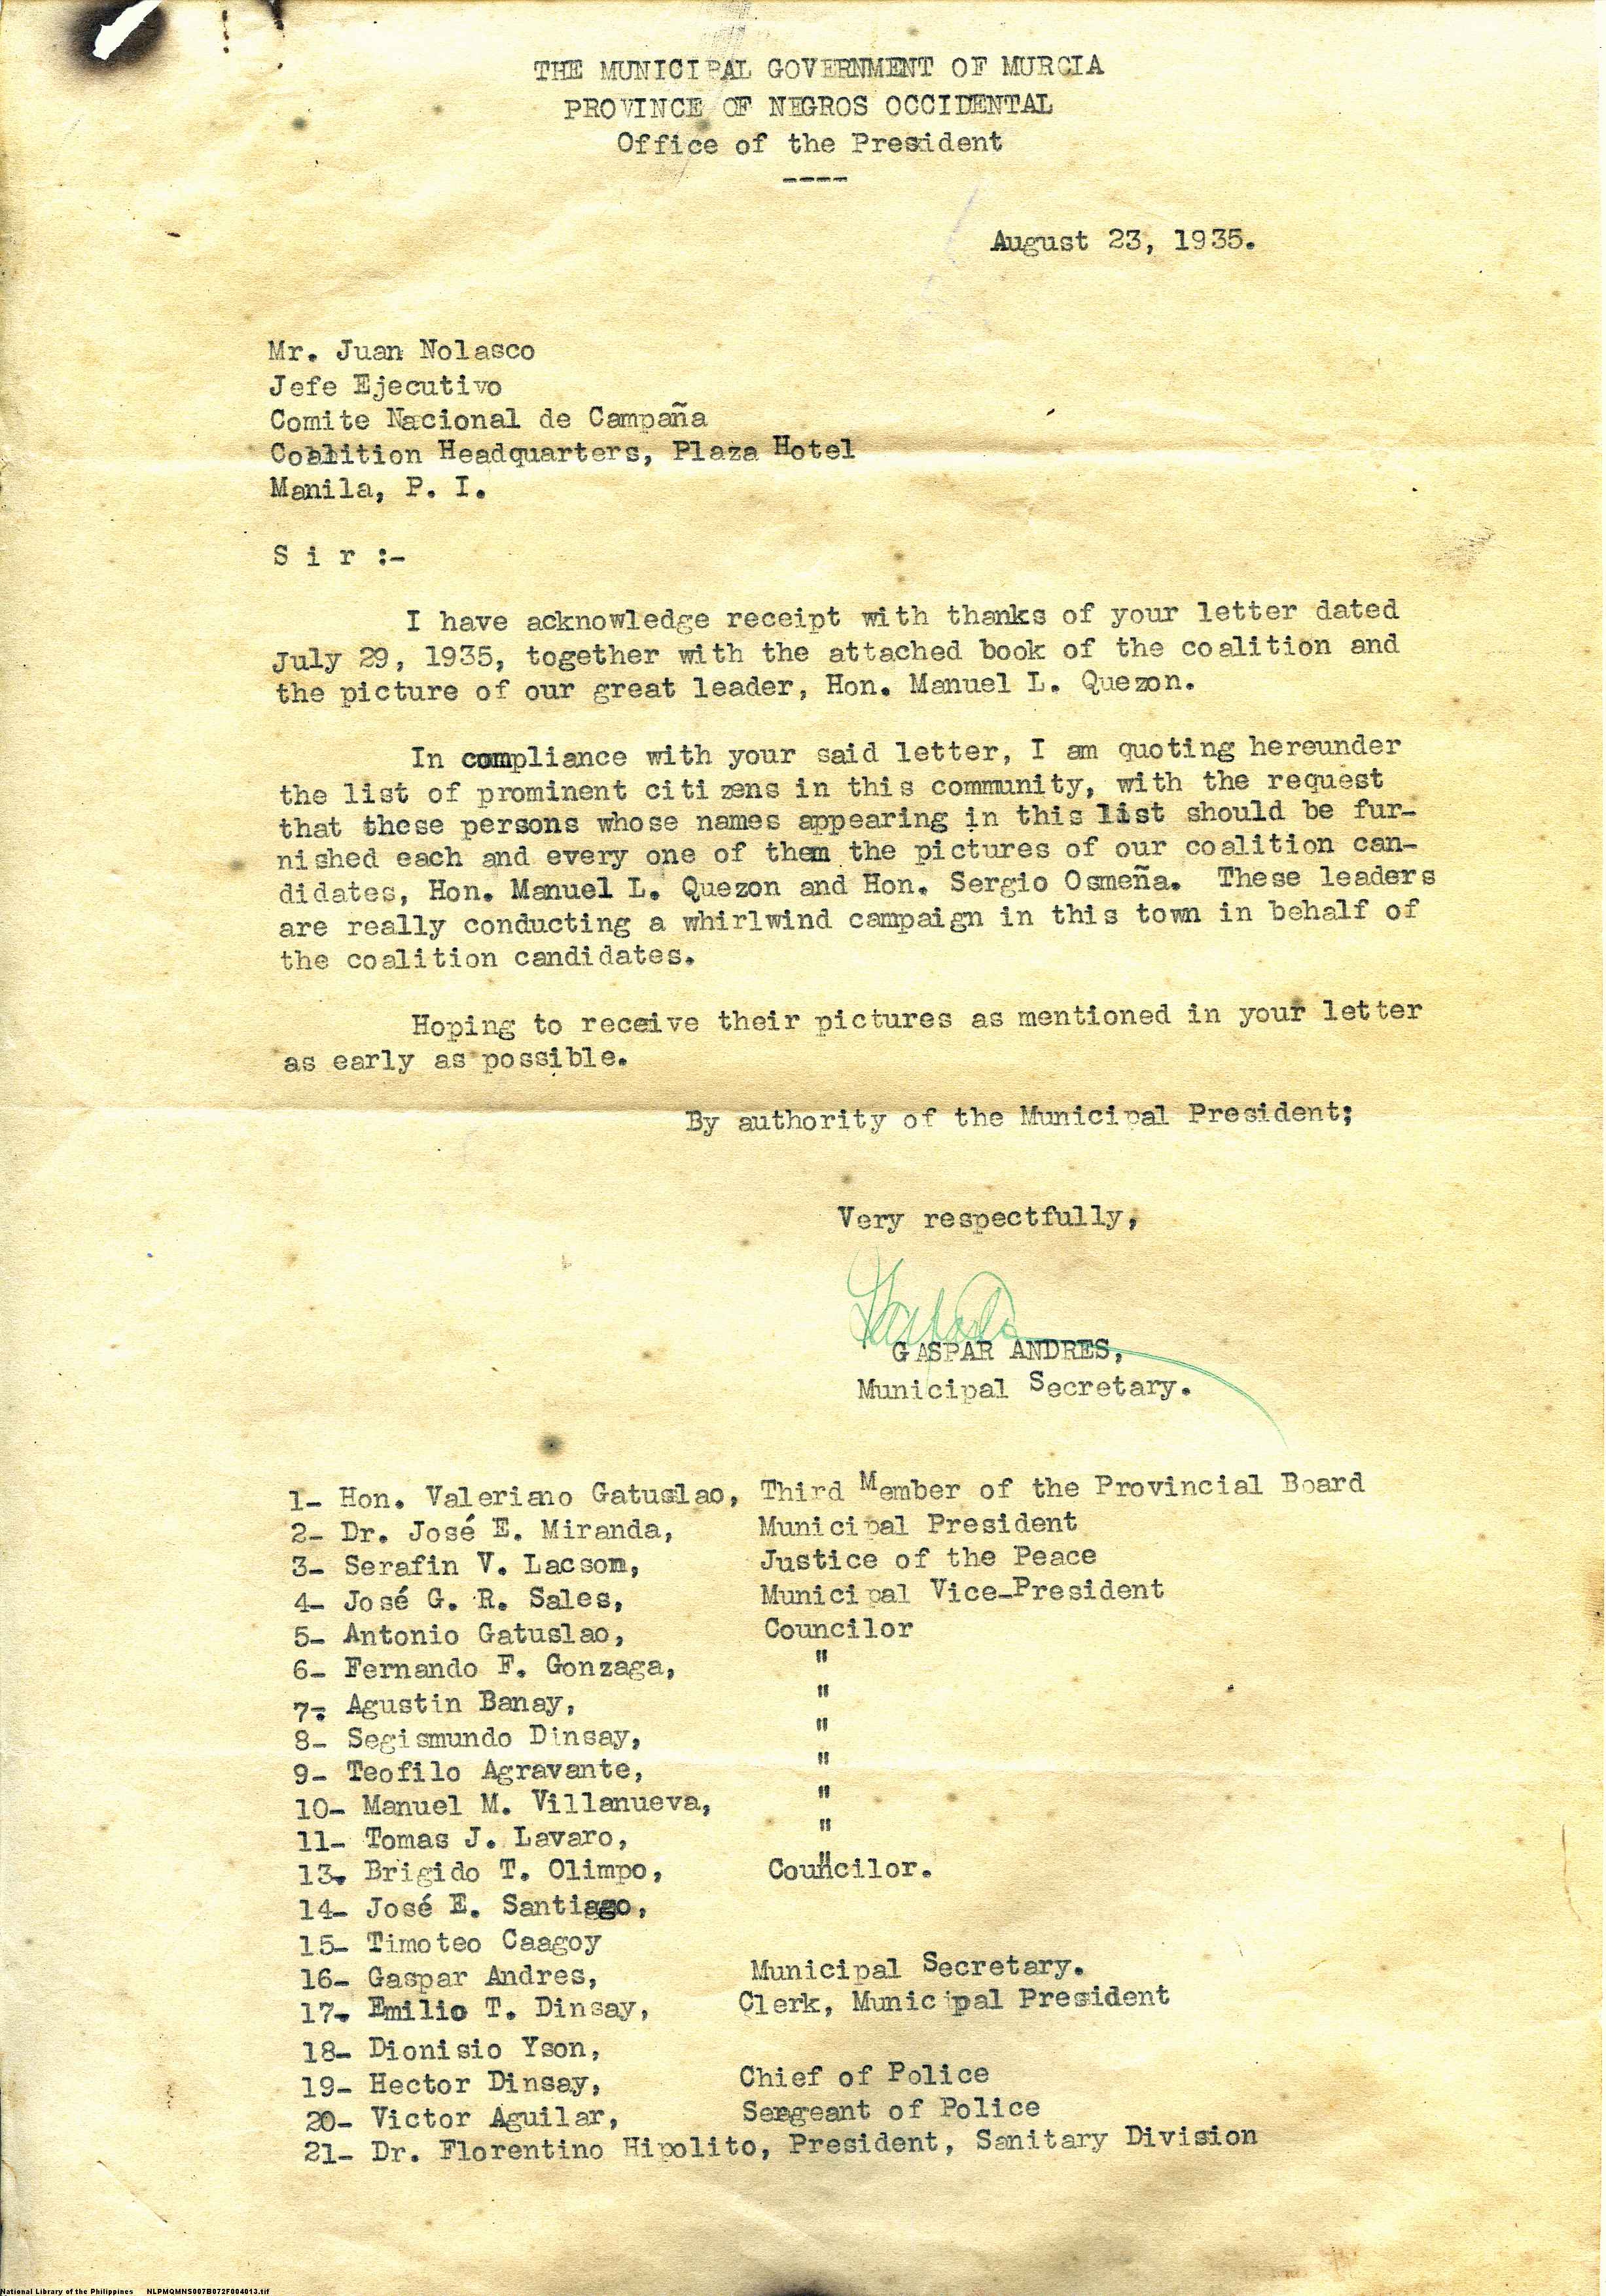 THE MUNICIPAL GOVERNMENT OF MURCIA
PROVINCE OF NEGROS OCCIDENTAL
Office of the President
----
August 23, 1935.
Mr. Juan Nolasco
Jefe Ejecutivo
Comite Nacional de Campaña
Coalition Headquarters, Plaza Hotel
Manila, P. I.
S i r :-
I have acknowledge receipt with thanks of your letter dated
July 29, 1935, together with the attached book of the coalition and
the picture of our great leader, Hon. Manuel L. Quezon.
In compliance with your said letter, I am quoting hereunder
the list of prominent citizens in this community, with the request
that these persons whose names appearing in this list should be fur-
nished each and every one of them the pictures of our coalition can-
didates, Hon. Manuel L. Quezon and Hon. Sergio Osmeña. These leaders
are really conducting a whirlwind campaign in this town in behalf of
the coalition candidates.
Hoping to receive their pictures as mentioned in your letter
as early as possible.
By authority of the Municipal President;
Very respectfully,
GASPAR ANDRES,
Municipal Secretary.
1- Hon. Valeriano Gatuslao, Third Member of the Provincial Board
2- Dr. José E. Miranda, Municipal President
3- Serafin V. Lacson, Justice of the Peace
4- José G. R. Sales, Municipal Vice-President
5- Antonio Gatuslao, Councilor
6- Fernando F. Gonzaga, "
7- Agustin Banay, "
8- Segismundo Dinsay, "
9- Teofilo Agravante, "
10- Manuel M. Villanueva, "
11- Tomas J. Lavaro, "
13- Brigido T. Olimpo, Councilor.
14- José E. Santiago,
15- Timoteo Caagoy
16- Gaspar Andres, Municipal Secretary.
17- Emilio T. Dinsay, Clerk, Municipal President
18- Dionisio Yson,
19- Hector Dinsay, Chief of Police
20- Victor Aguilar, Sergeant of Police
21- Dr. Florentino Hipolito, President, Sanitary Division
National Library of the Philippines NLPMQMNS007B072F004013.tif